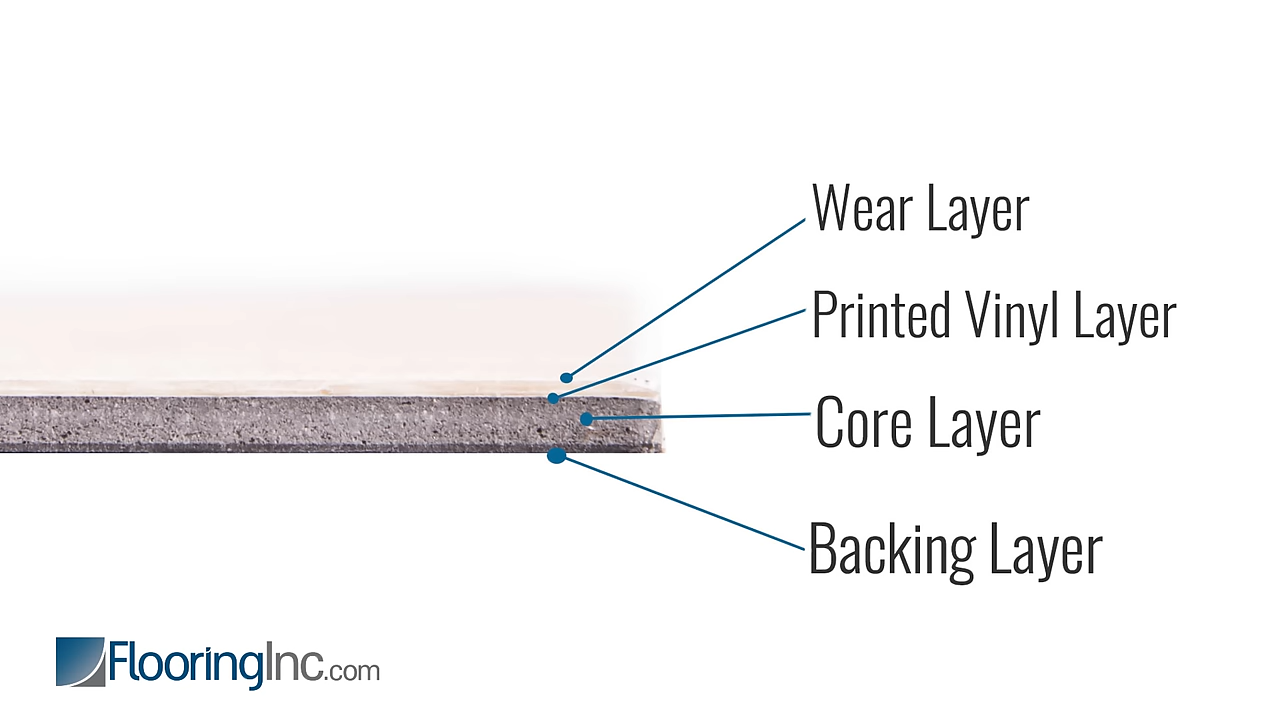 Wear Layer
Printed Vinyl Layer
Core Layer
Backing Layer
FlooringInc.com